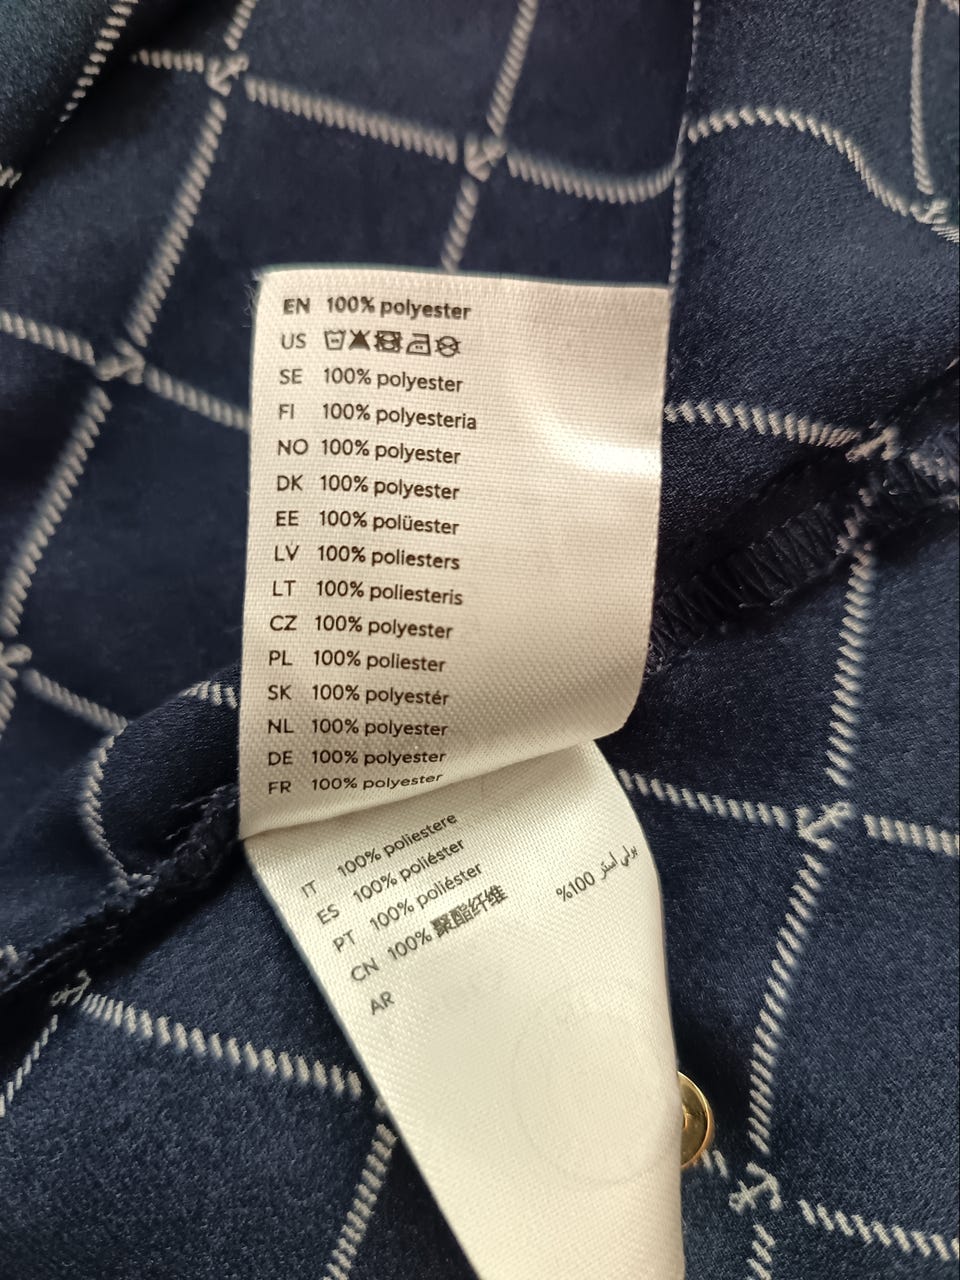 EN 100% polyester
US
SE 100% polyester
FI 100% polyesteria
NO 100% polyester
DK 100% polyester
EE 100% polüester
LV 100% poliesters
LT 100% poliesteris
CZ 100% polyester
PL 100% poliester
SK 100% polyestér
NL 100% polyester
DE 100% polyester
FR 100% polyester
IT 100% poliestere
ES 100% poliéster
PT 100% poliéster
CN 100% 聚酯纤维
AR بولي أستر 100%